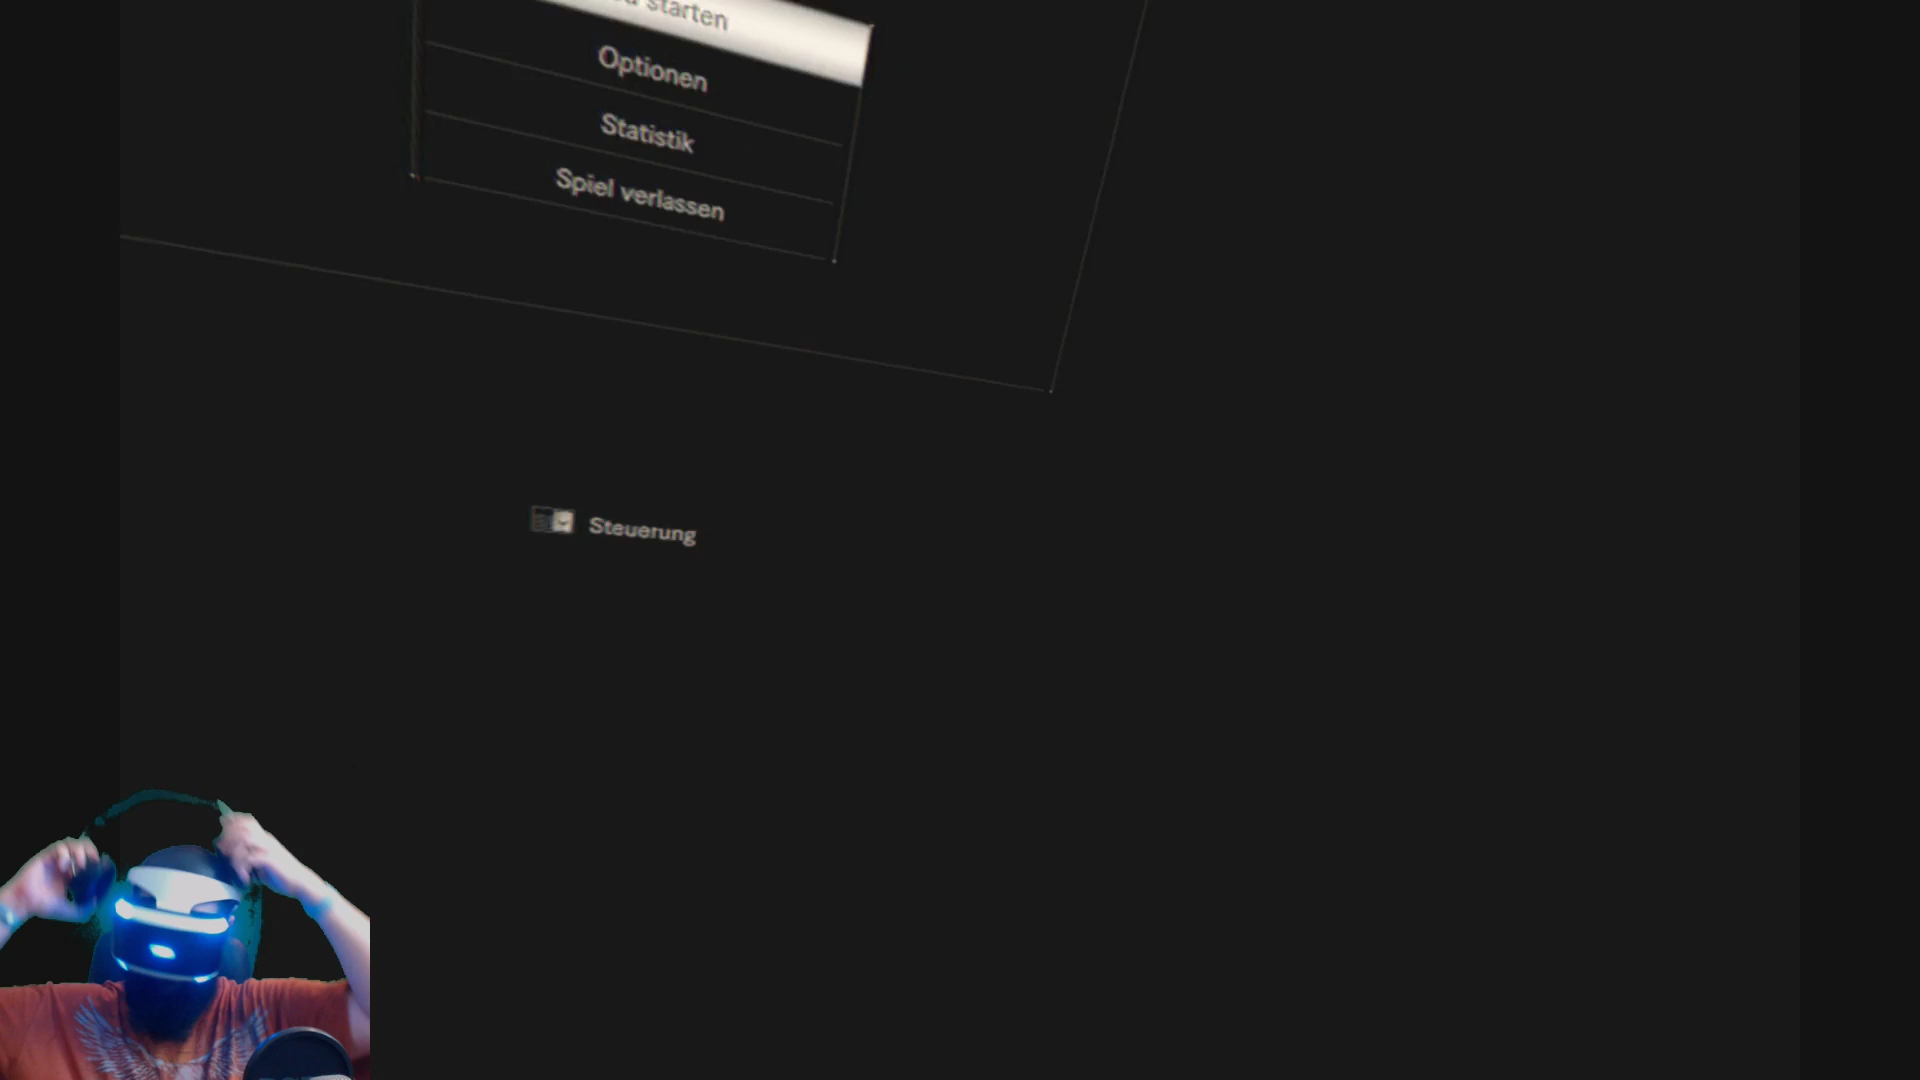 starten
Optionen
Statistik
Spiel verlassen
Steuerung